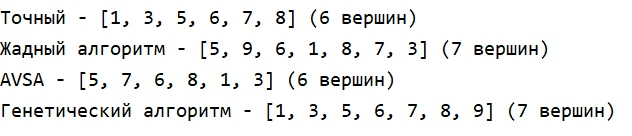 Точный - [1, 3, 5, 6, 7, 8] (6 вершин)
Жадный алгоритм - [5, 9, 6, 1, 8, 7, 3] (7 вершин)
AVSA - [5, 7, 6, 8, 1, 3] (6 вершин)
Генетический алгоритм - [1, 3, 5, 6, 7, 8, 9] (7 вершин)